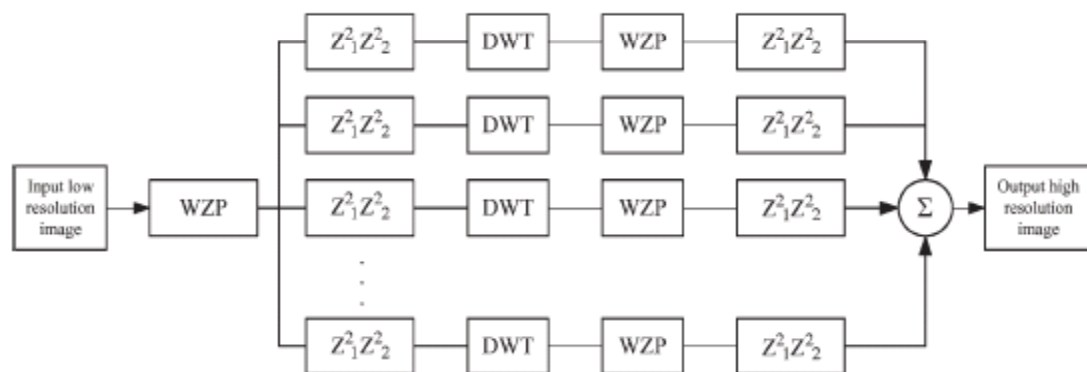 Z²₁Z²₂ DWT WZP Z²₁Z²₂
Z²₁Z²₂ DWT WZP Z²₁Z²₂
Input low
resolution
image
WZP
Z²₁Z²₂ DWT WZP Z²₁Z²₂
Σ
Output high
resolution
image
Z²₁Z²₂ DWT WZP Z²₁Z²₂